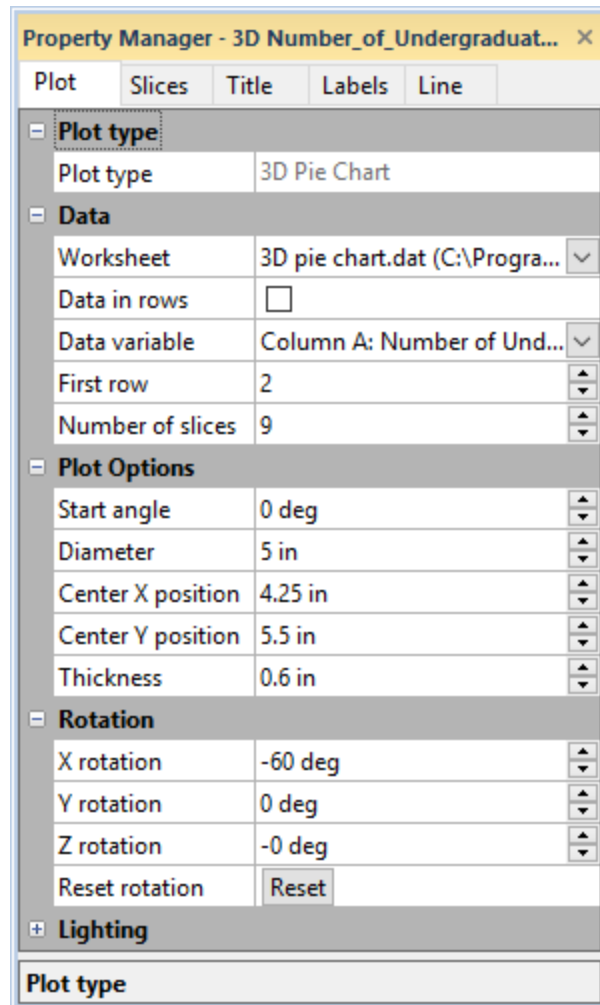 Property Manager - 3D Number_of_Undergraduat...
Plot Slices Title Labels Line
Plot type
Plot type 3D Pie Chart
Data
Worksheet 3D pie chart.dat (C:\Progra...
Data in rows
Data variable Column A: Number of Und...
First row 2
Number of slices 9
Plot Options
Start angle 0 deg
Diameter 5 in
Center X position 4.25 in
Center Y position 5.5 in
Thickness 0.6 in
Rotation
X rotation -60 deg
Y rotation 0 deg
Z rotation -0 deg
Reset rotation Reset
Lighting
Plot type